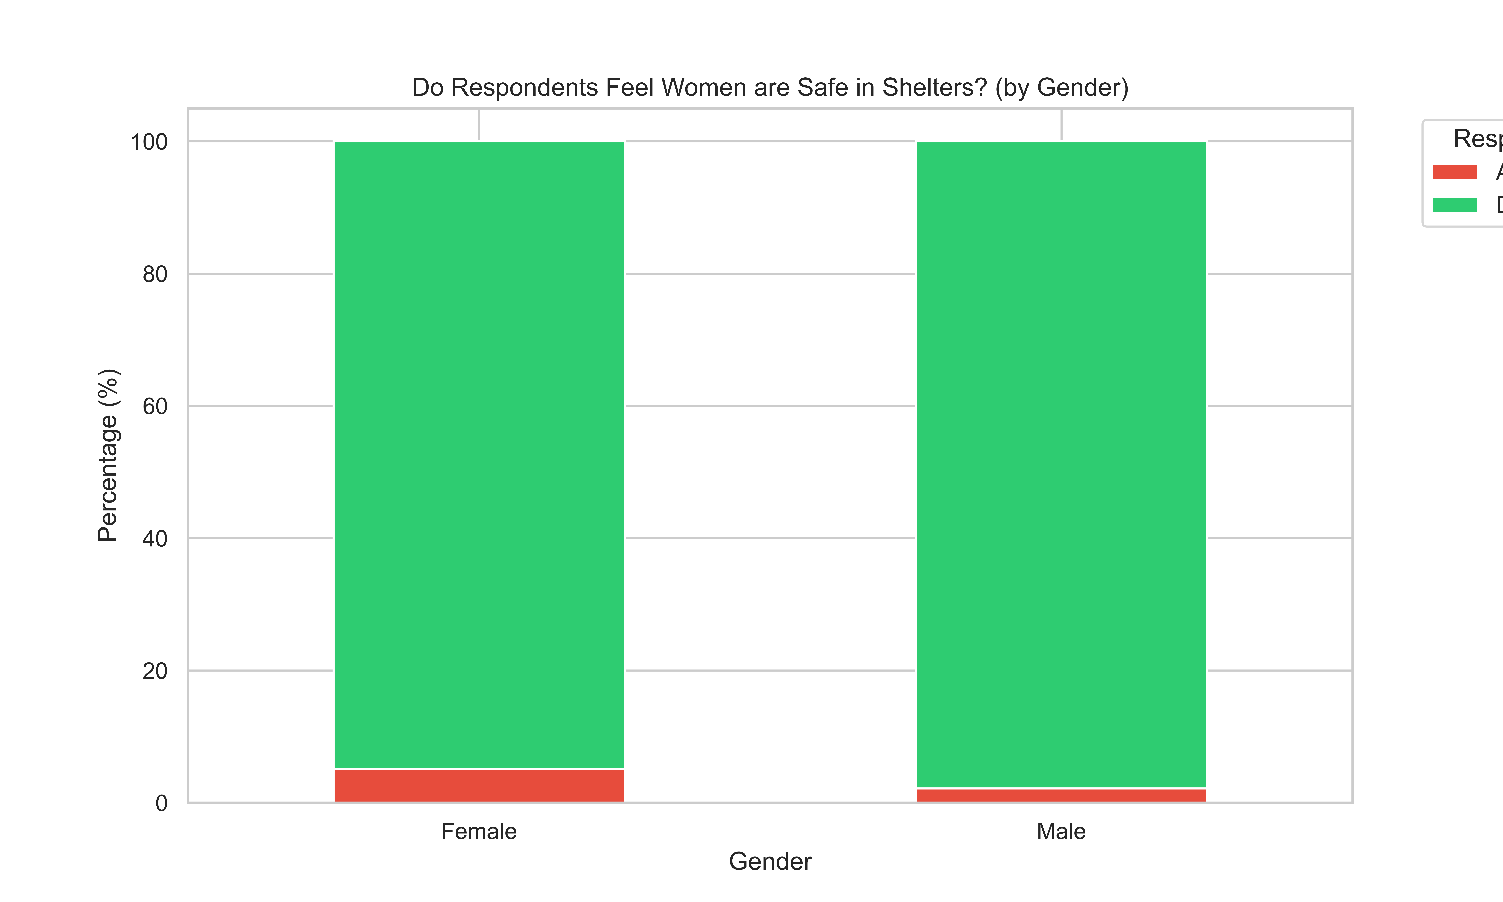 Do Respondents Feel Women are Safe in Shelters? (by Gender)
Percentage (%)
100
80
60
40
20
0
Female
Male
Gender